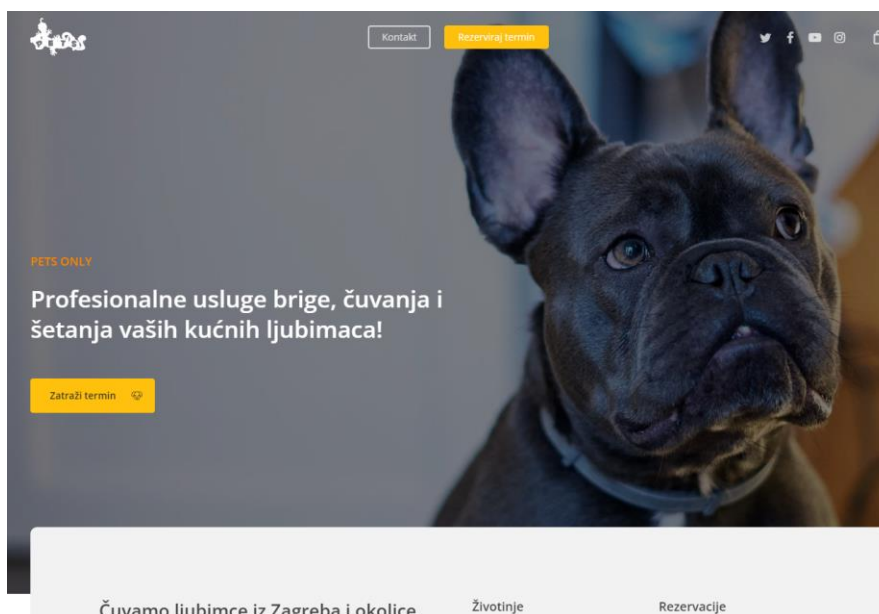 Kontakt
Rezerviraj termin
PETS ONLY
Profesionalne usluge brige, čuvanja i
šetanja vaših kućnih ljubimaca!
Zatraži termin
Čuvamo ljubimce iz Zagreba i okolice
Životinje
Rezervacije